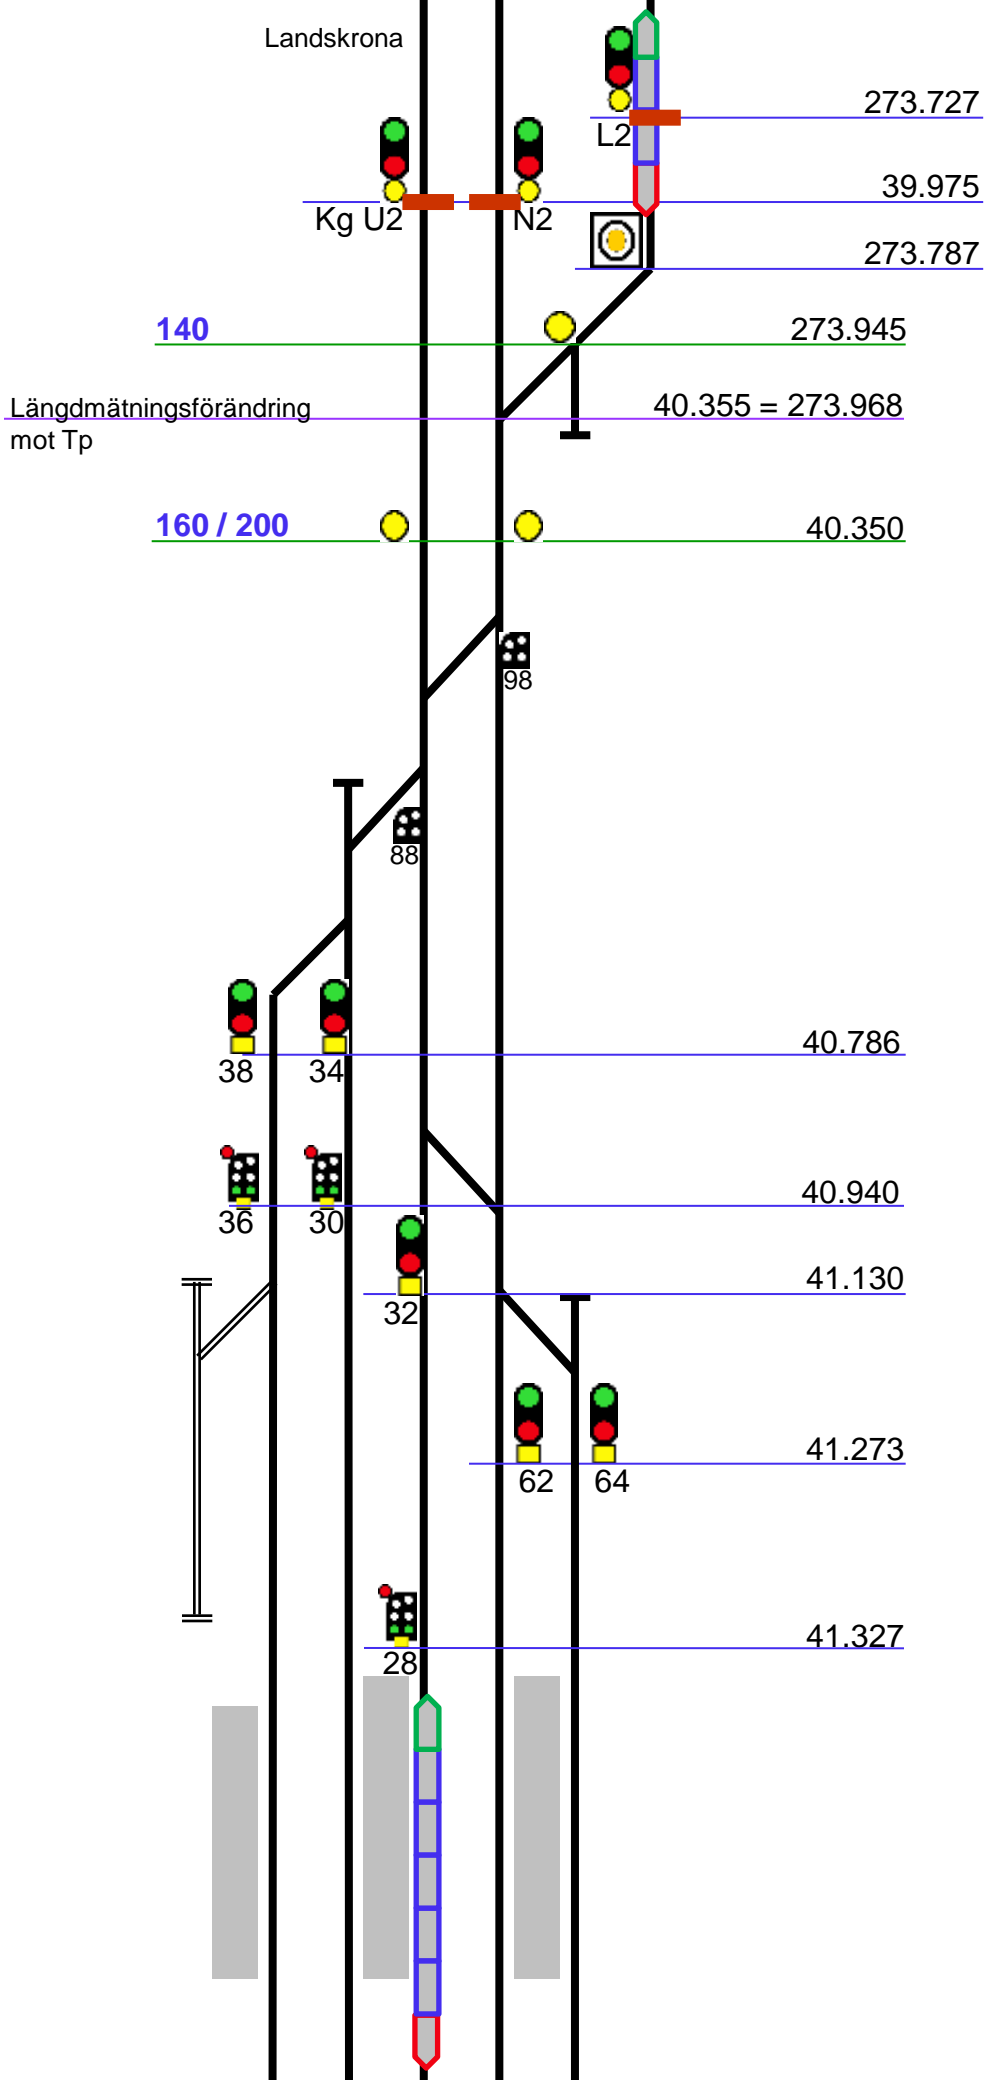 Landskrona
273.727
L2
39.975
Kg U2
N2
273.787
140
273.945
Längdmätningsförändring
mot Tp
40.355 = 273.968
160 / 200
40.350
98
88
40.786
38
34
40.940
36
30
41.130
32
41.273
62
64
41.327
28